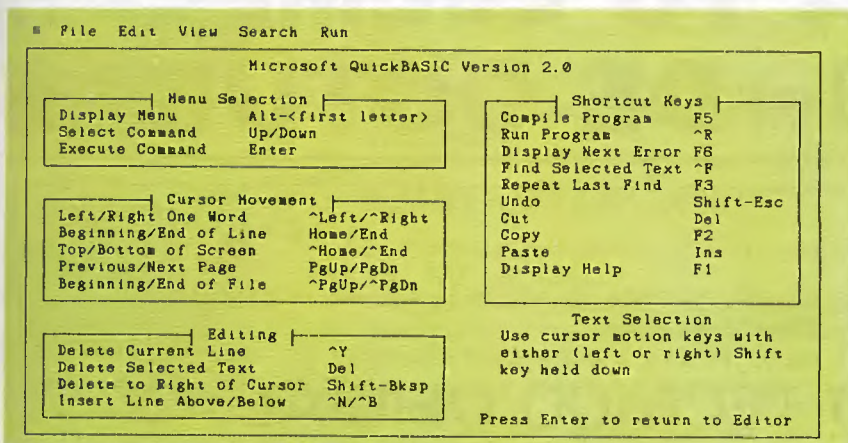 File Edit View Search Run
Microsoft QuickBASIC Version 2.0
Menu Selection
Display Menu Alt-<first letter>
Select Command Up/Down
Execute Command Enter
Cursor Movement
Left/Right One Word ^Left/^Right
Beginning/End of Line Home/End
Top/Bottom of Screen ^Home/^End
Previous/Next Page PgUp/PgDn
Beginning/End of File ^PgUp/^PgDn
Editing
Delete Current Line ^Y
Delete Selected Text Del
Delete to Right of Cursor Shift-Bksp
Insert Line Above/Below ^N/^B
Shortcut Keys
Compile Program F5
Run Program ^R
Display Next Error F6
Find Selected Text ^F
Repeat Last Find F3
Undo Shift-Esc
Cut Del
Copy F2
Paste Ins
Display Help F1
Text Selection
Use cursor motion keys with
either (left or right) Shift
key held down
Press Enter to return to Editor